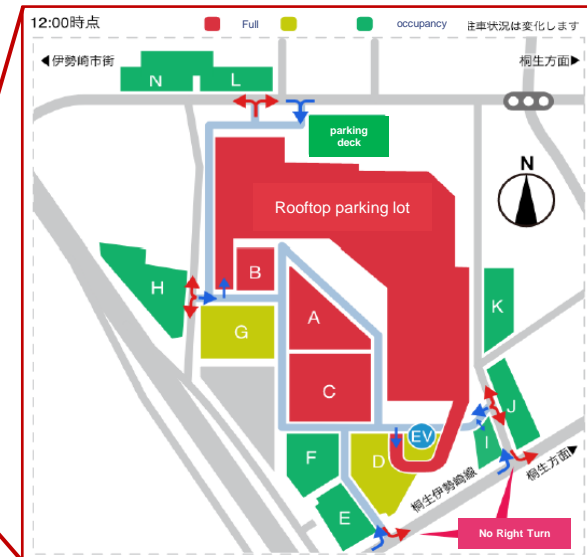 12:00時点 Full occupancy 駐車状況は変化します
◀伊勢崎市街 桐生方面▶
N L
parking
deck
N
Rooftop parking lot
B
H
A
K
G
C
J
EV
I
F D
桐生伊勢崎線 桐生方面▶
E
No Right Turn